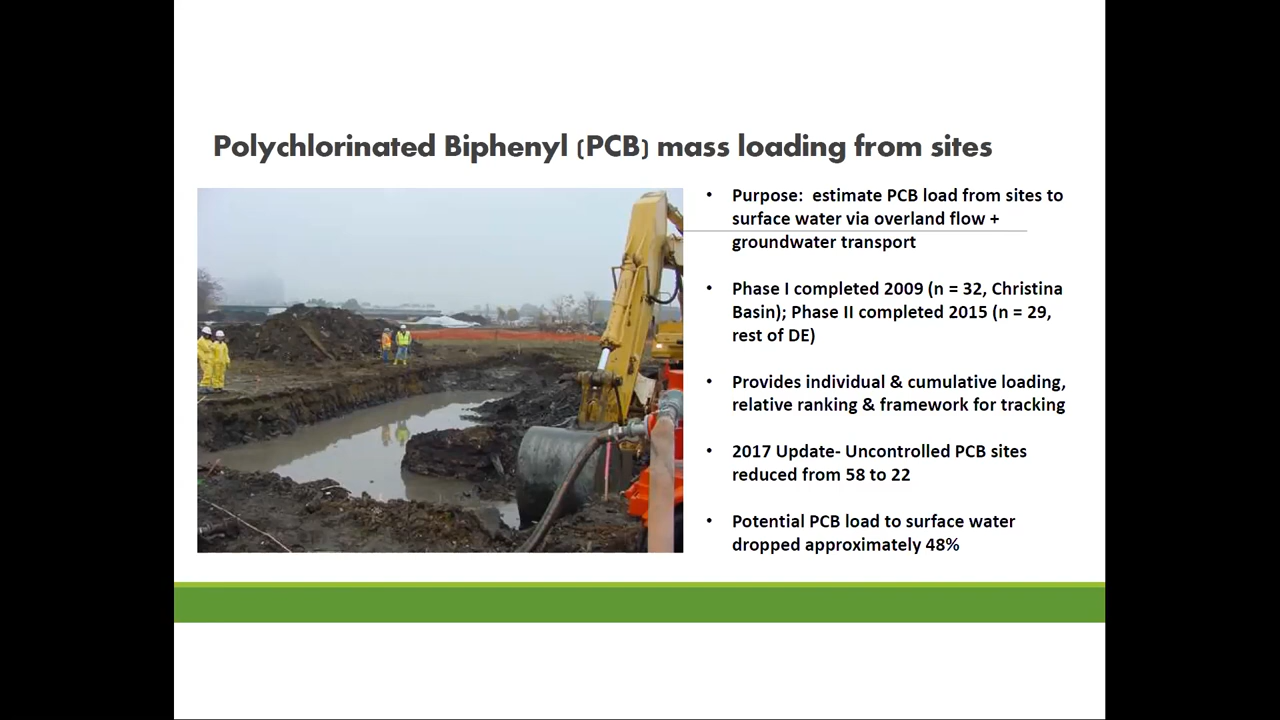 Polychlorinated Biphenyl (PCB) mass loading from sites
• Purpose:  estimate PCB load from sites to
surface water via overland flow +
groundwater transport
• Phase I completed 2009 (n = 32, Christina
Basin); Phase II completed 2015 (n = 29,
rest of DE)
• Provides individual & cumulative loading,
relative ranking & framework for tracking
• 2017 Update- Uncontrolled PCB sites
reduced from 58 to 22
• Potential PCB load to surface water
dropped approximately 48%